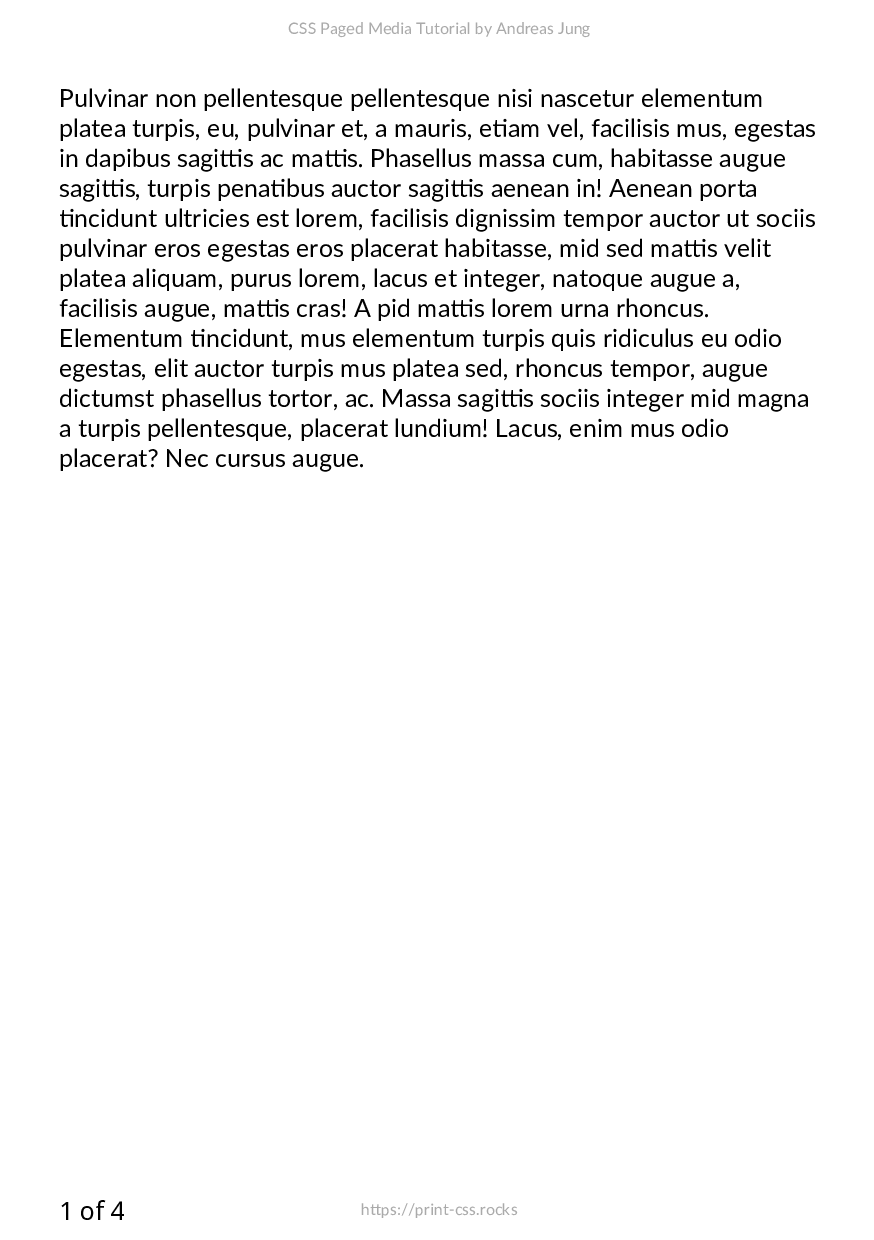 CSS Paged Media Tutorial by Andreas Jung
Pulvinar non pellentesque pellentesque nisi nascetur elementum
platea turpis, eu, pulvinar et, a mauris, etiam vel, facilisis mus, egestas
in dapibus sagittis ac mattis. Phasellus massa cum, habitasse augue
sagittis, turpis penatibus auctor sagittis aenean in! Aenean porta
tincidunt ultricies est lorem, facilisis dignissim tempor auctor ut sociis
pulvinar eros egestas eros placerat habitasse, mid sed mattis velit
platea aliquam, purus lorem, lacus et integer, natoque augue a,
facilisis augue, mattis cras! A pid mattis lorem urna rhoncus.
Elementum tincidunt, mus elementum turpis quis ridiculus eu odio
egestas, elit auctor turpis mus platea sed, rhoncus tempor, augue
dictumst phasellus tortor, ac. Massa sagittis sociis integer mid magna
a turpis pellentesque, placerat lundium! Lacus, enim mus odio
placerat? Nec cursus augue.
1 of 4
https://print-css.rocks